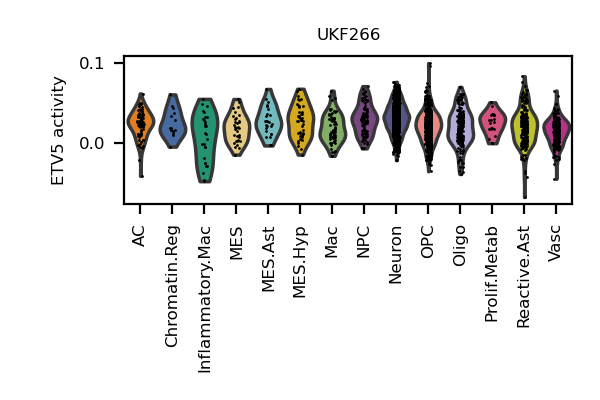 UKF266
ETV5 activity
0.1
0.0
AC
Chromatin.Reg
Inflammatory.Mac
MES
MES.Ast
MES.Hyp
Mac
NPC
Neuron
OPC
Oligo
Prolif.Metab
Reactive.Ast
Vasc